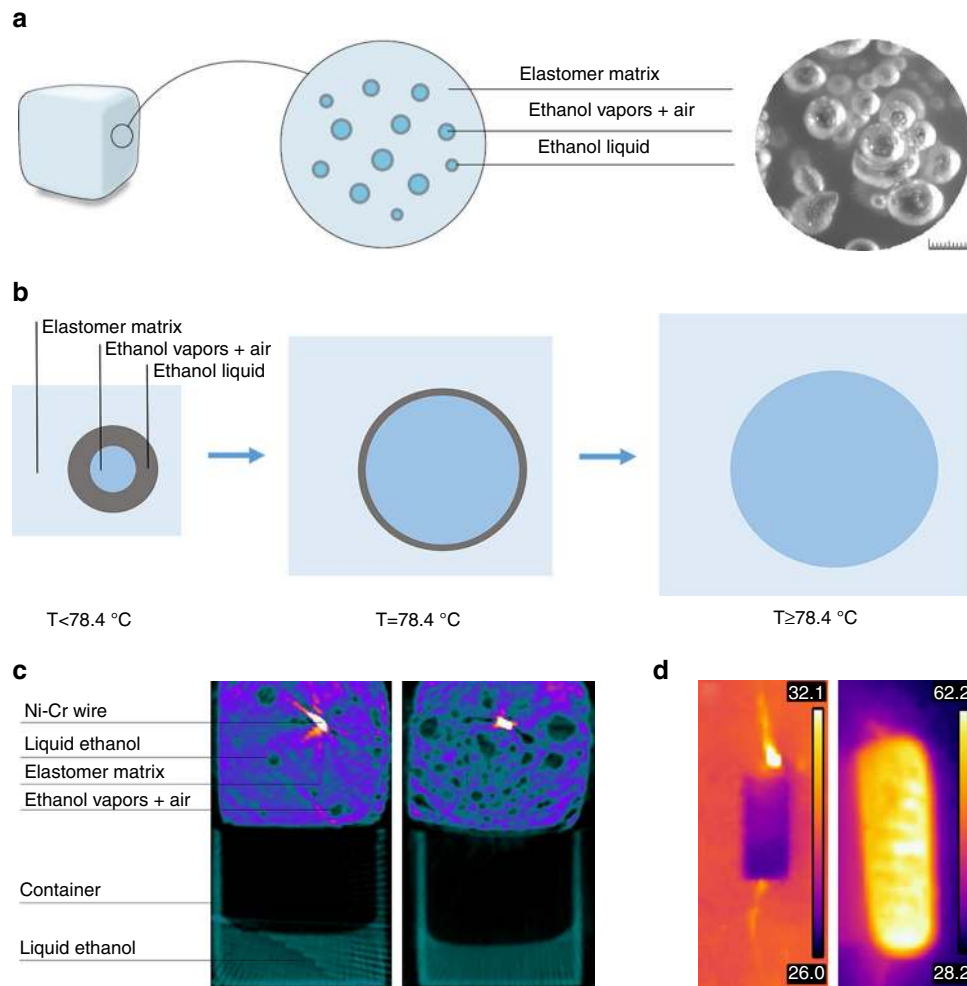 a
Elastomer matrix
Ethanol vapors + air
Ethanol liquid
b
Elastomer matrix
Ethanol vapors + air
Ethanol liquid
T<78.4 °C
T=78.4 °C
T≥78.4 °C
c
Ni-Cr wire
Liquid ethanol
Elastomer matrix
Ethanol vapors + air
Container
Liquid ethanol
d
32.1
26.0
62.2
28.2